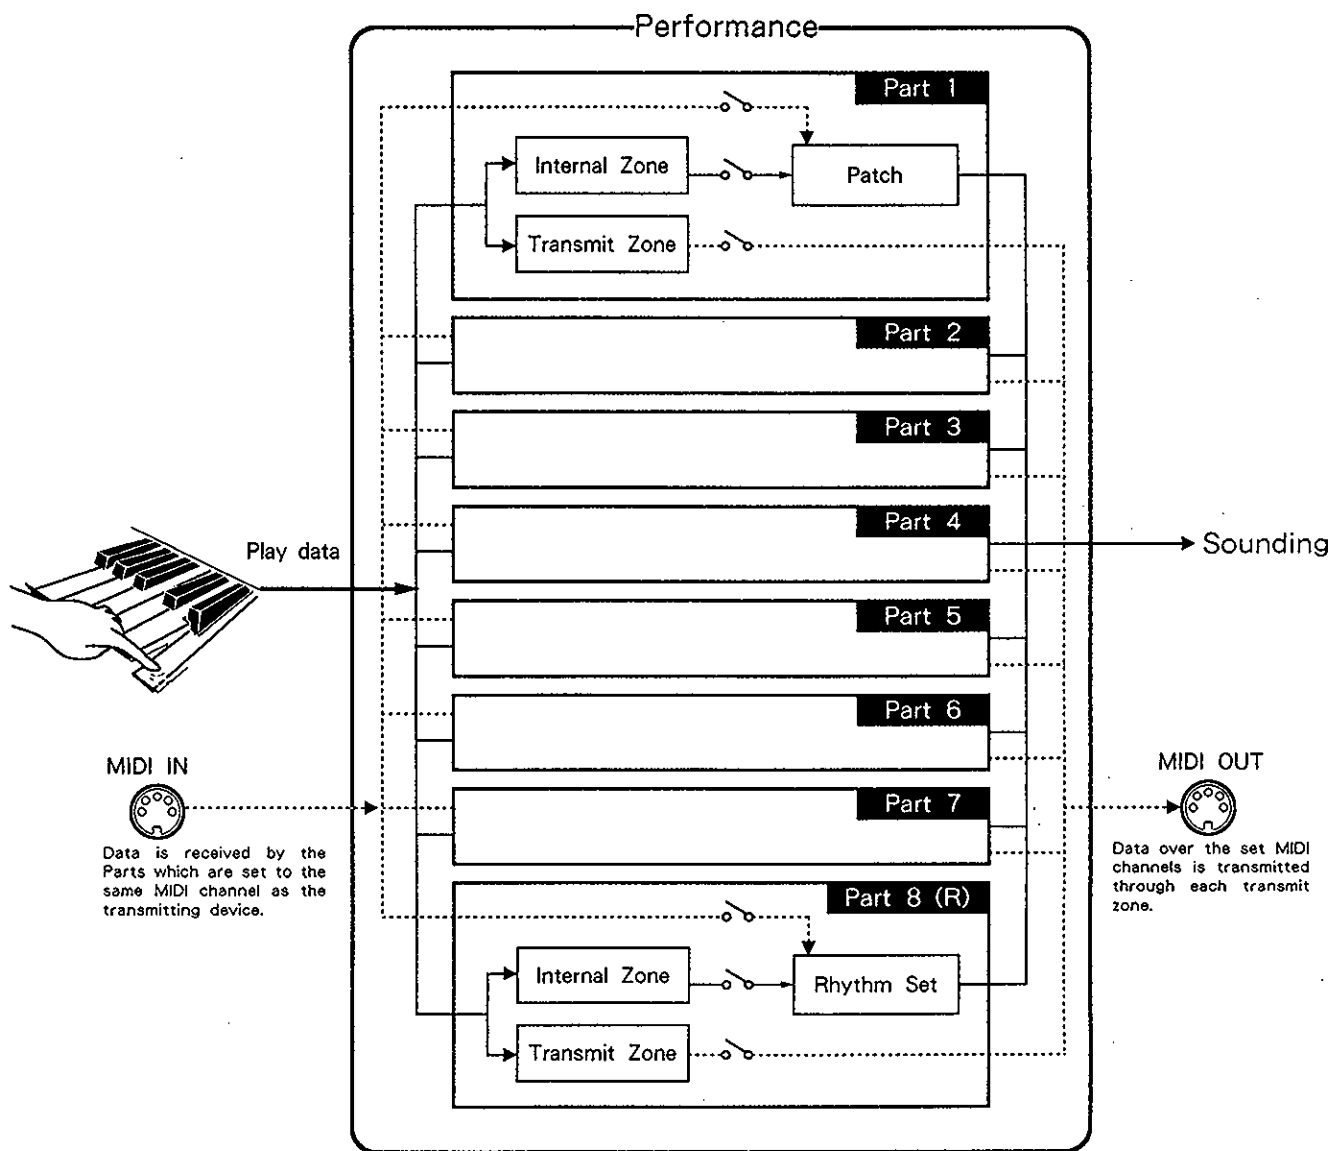 Performance
Part 1
Internal Zone
Patch
Transmit Zone
Part 2
Part 3
Part 4
Play data
Sounding
Part 5
Part 6
MIDI IN
MIDI OUT
Part 7
Data is received by the
Parts which are set to the
same MIDI channel as the
transmitting device.
Data over the set MIDI
channels is transmitted
through each transmit
zone.
Part 8 (R)
Internal Zone
Rhythm Set
Transmit Zone